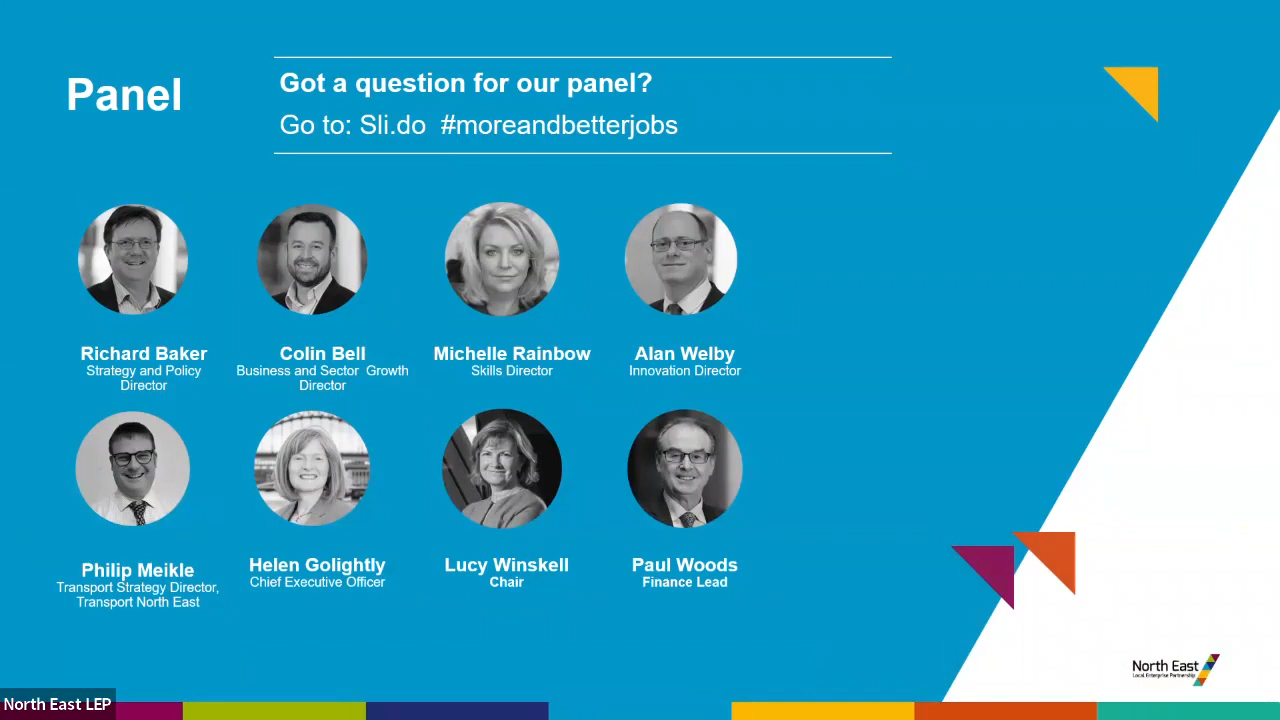 Panel
Got a question for our panel?
Go to: Sli.do #moreandbetterjobs
Richard Baker
Strategy and Policy
Director
Colin Bell
Business and Sector Growth
Director
Michelle Rainbow
Skills Director
Alan Welby
Innovation Director
Philip Meikle
Transport Strategy Director,
Transport North East
Helen Golightly
Chief Executive Officer
Lucy Winskell
Chair
Paul Woods
Finance Lead
North East
Local Enterprise Partnership
North East LEP